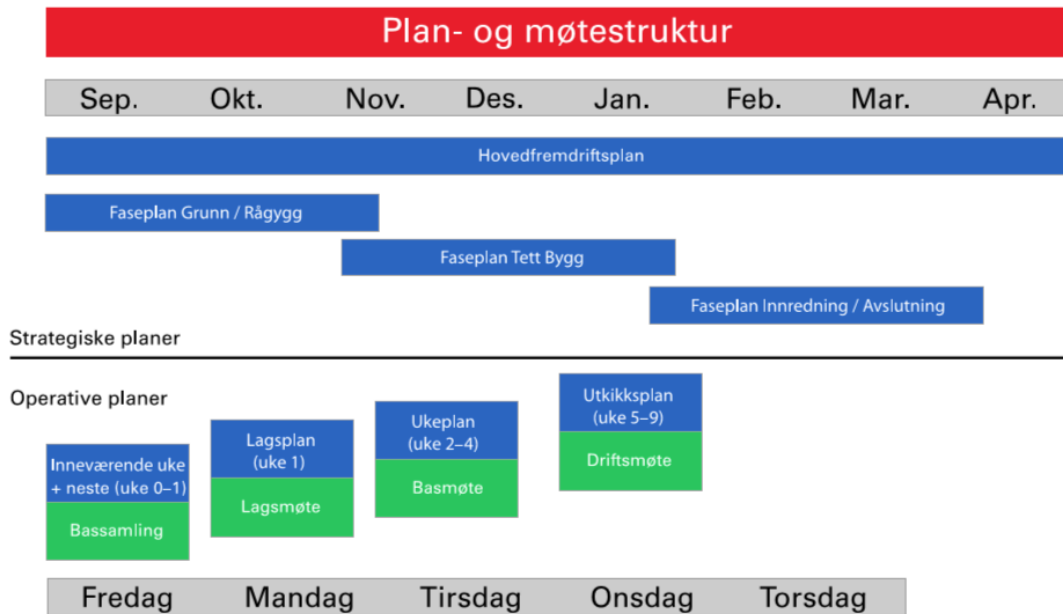 Plan- og møtestruktur
Sep. Okt. Nov. Des. Jan. Feb. Mar. Apr.
Hovedfremdriftsplan
Faseplan Grunn / Rågygg
Faseplan Tett Bygg
Faseplan Innredning / Avslutning
Strategiske planer
Operative planer
Inneværende uke
+ neste (uke 0–1)
Bassamling
Lagsplan
(uke 1)
Lagsmøte
Ukeplan
(uke 2–4)
Basmøte
Utkikksplan
(uke 5–9)
Driftsmøte
Fredag Mandag Tirsdag Onsdag Torsdag